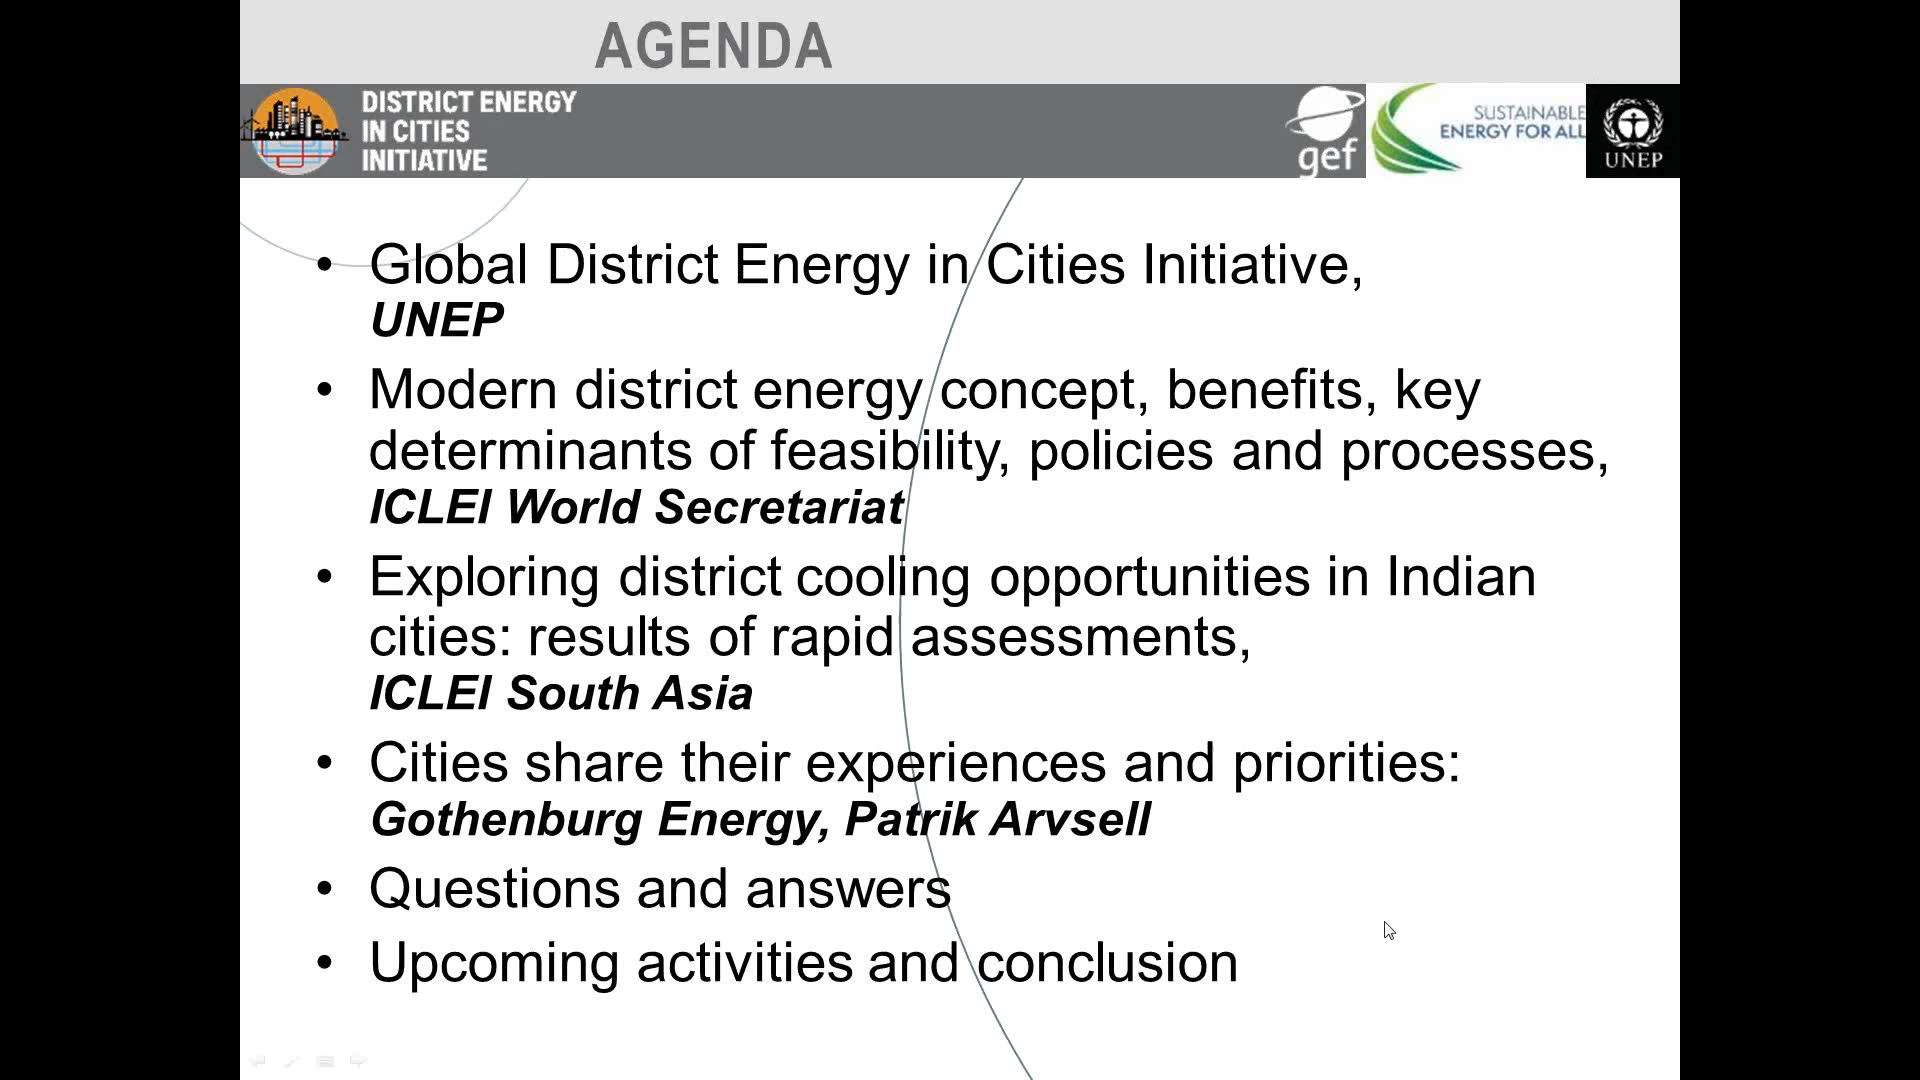 AGENDA
DISTRICT ENERGY
IN CITIES
INITIATIVE
gef
SUSTAINABLE
ENERGY FOR ALL
UNEP
• Global District Energy in Cities Initiative,
UNEP
• Modern district energy concept, benefits, key
determinants of feasibility, policies and processes,
ICLEI World Secretariat
• Exploring district cooling opportunities in Indian
cities: results of rapid assessments,
ICLEI South Asia
• Cities share their experiences and priorities:
Gothenburg Energy, Patrik Arvsell
• Questions and answers
• Upcoming activities and conclusion